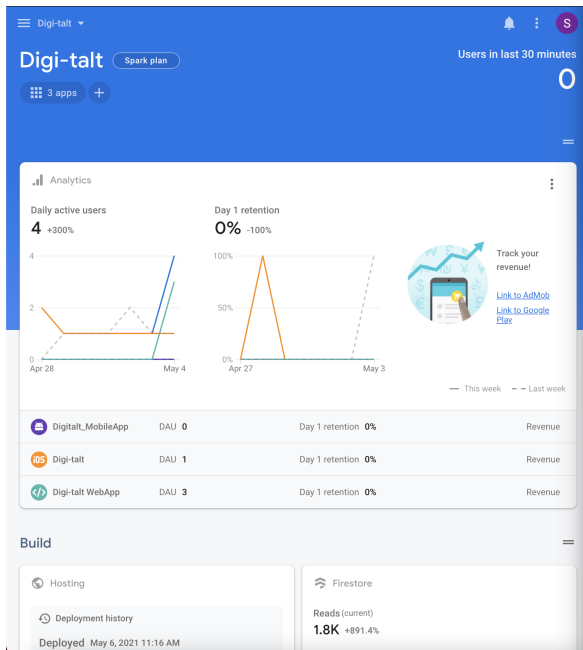 Digi-talt
S
Digi-talt Spark plan
Users in last 30 minutes
0
3 apps +
Analytics
Daily active users
4 +300%
Day 1 retention
0% -100%
4
2
0
Apr 28 May 4
100%
50%
0%
Apr 27 May 3
Track your
revenue!
Link to AdMob
Link to Google
Play
This week Last week
Digitalt_MobileApp DAU 0 Day 1 retention 0% Revenue
iOS Digi-talt DAU 1 Day 1 retention 0% Revenue
</> Digi-talt WebApp DAU 3 Day 1 retention 0% Revenue
Build
Hosting
Deployment history
Deployed May 6, 2021 11:16 AM
Firestore
Reads (current)
1.8K +891.4%